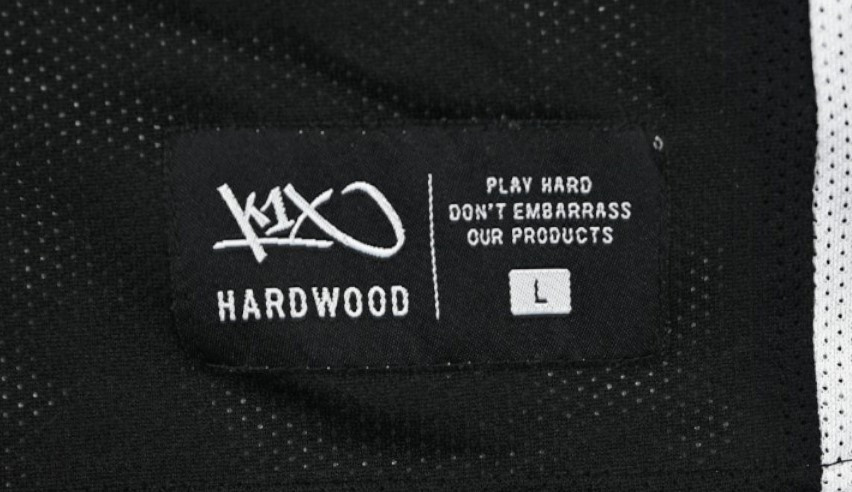 K1X
HARDWOOD
PLAY HARD
DON'T EMBARRASS
OUR PRODUCTS
L